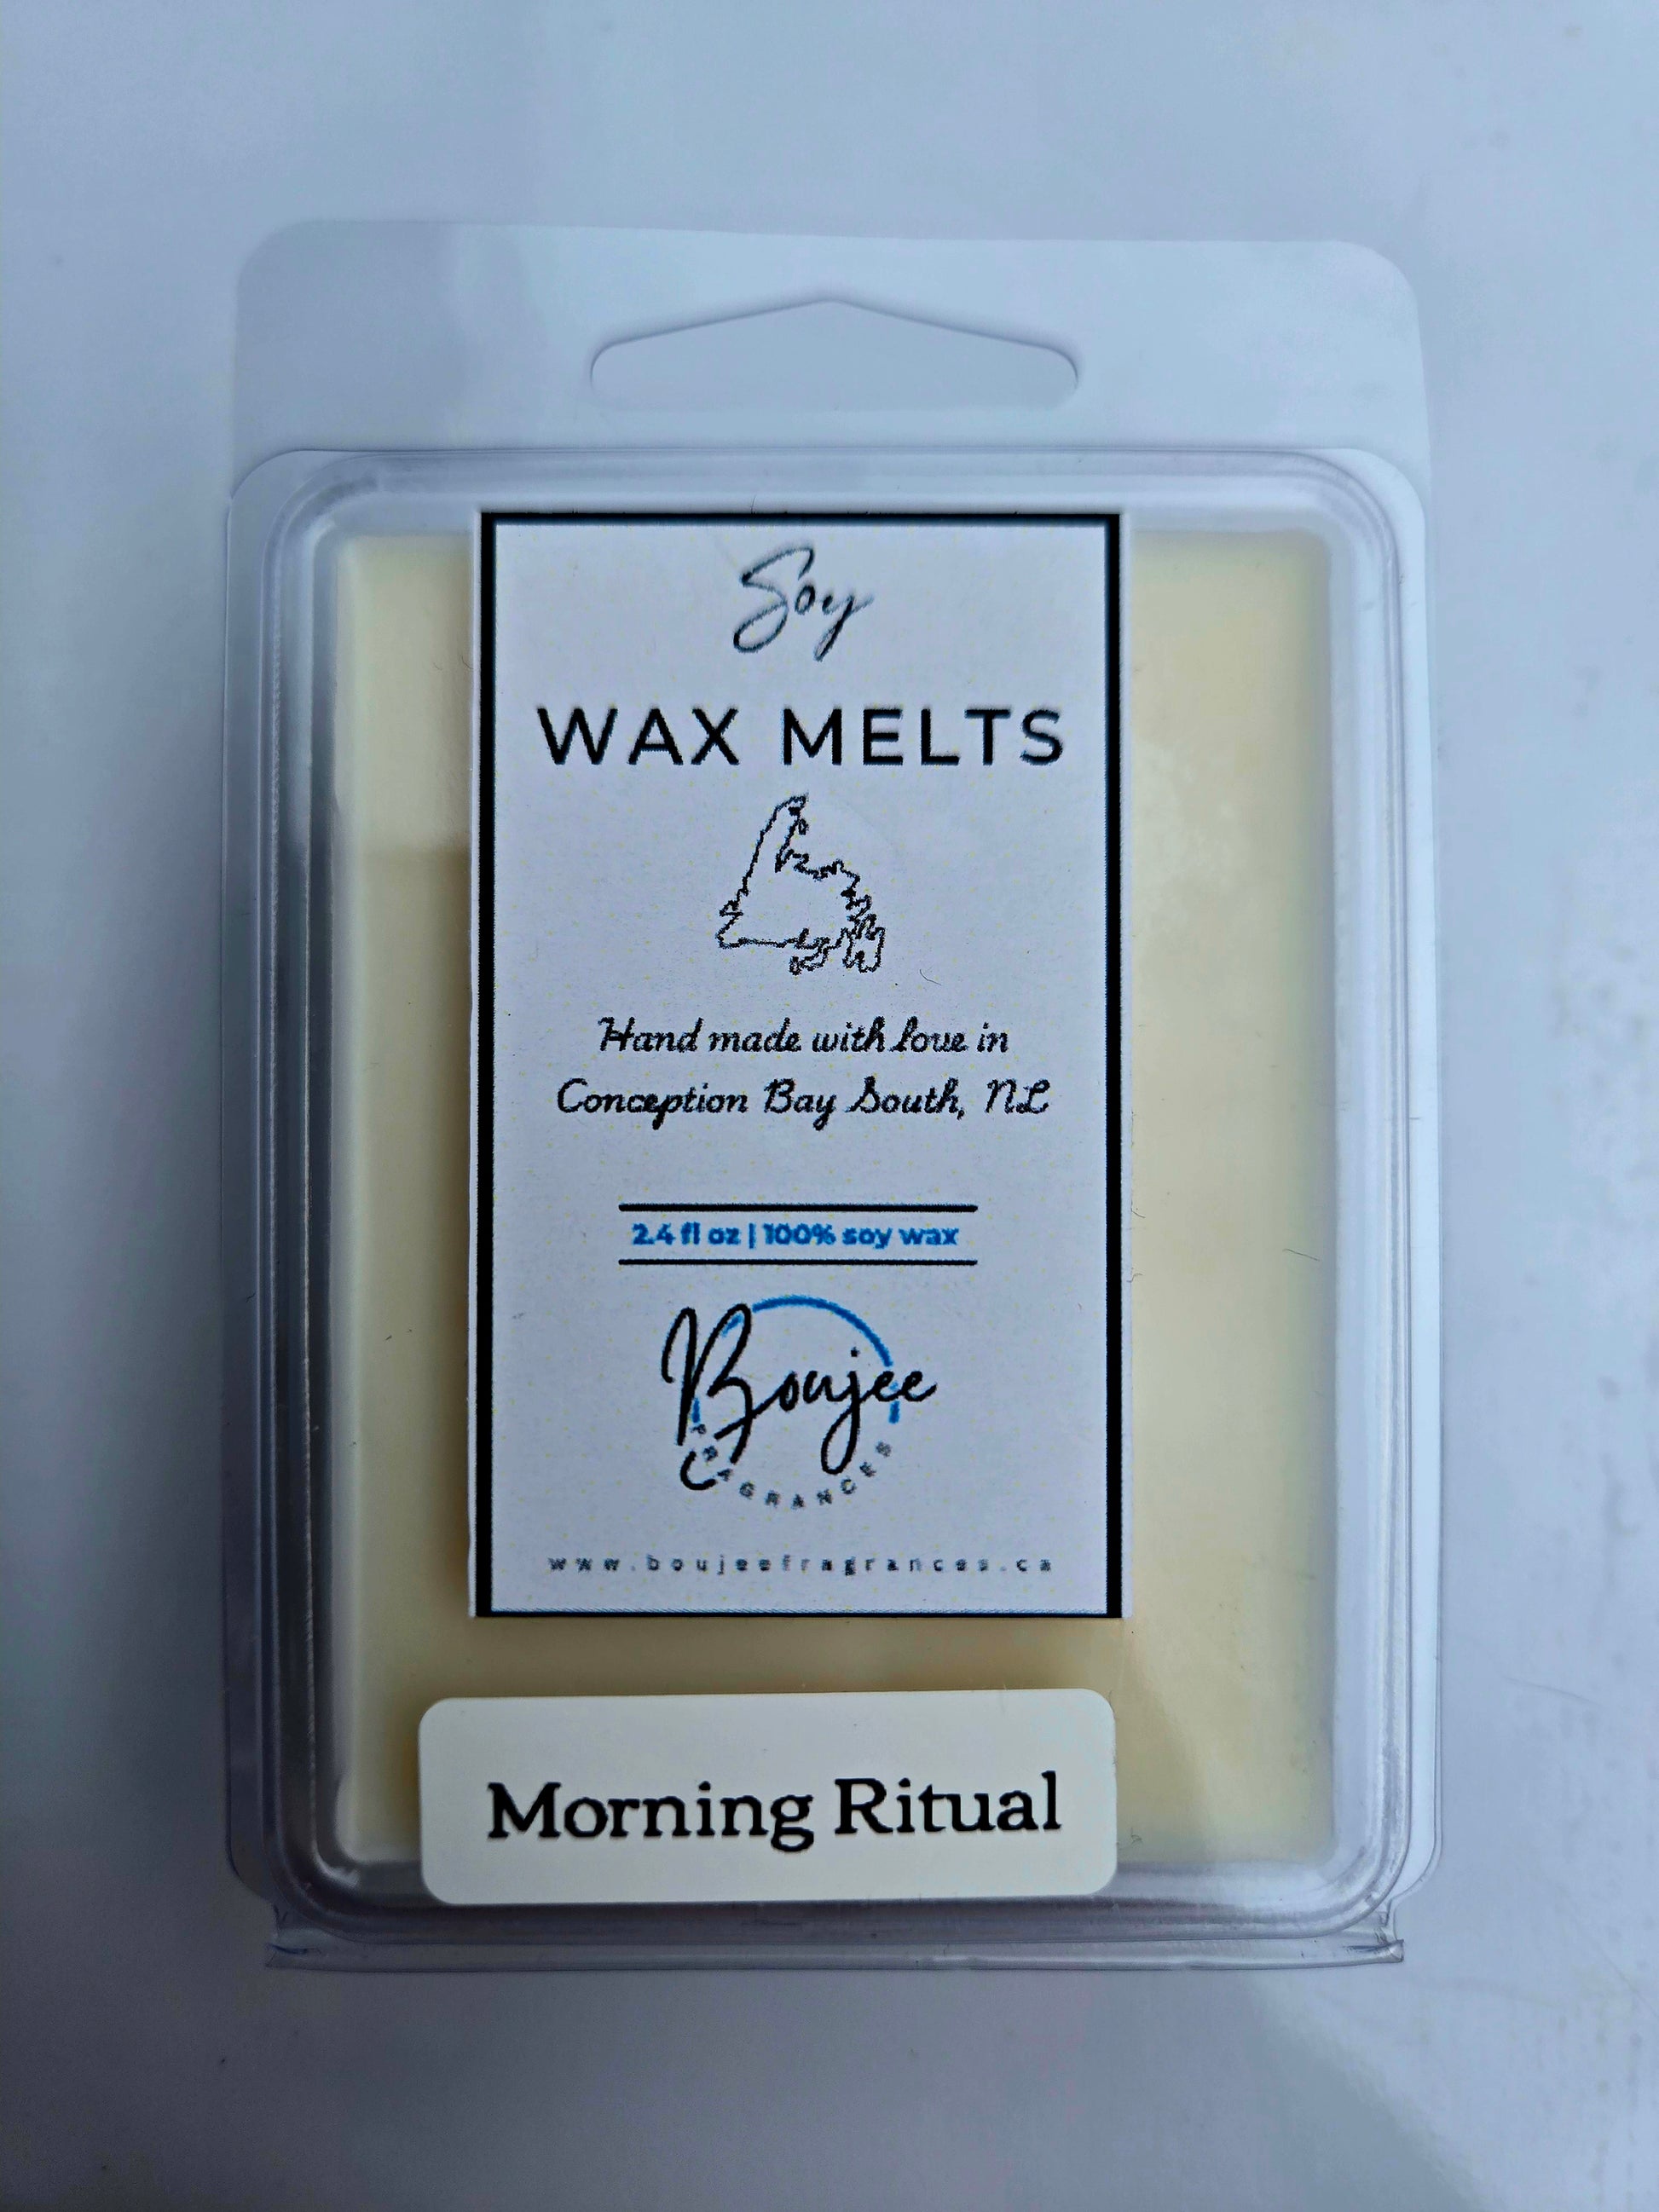 Soy
WAX MELTS
Hand made with love in
Conception Bay South, NL
2.4 fl oz | 100% soy wax
Boujee
FRAGRANCES
www.boujeefragrances.ca
Morning Ritual